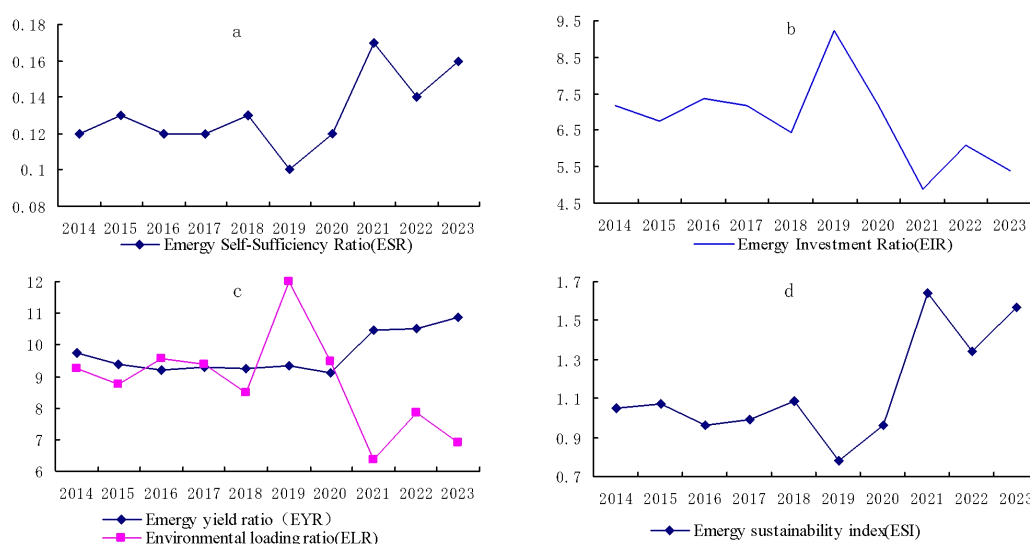 a
0.18
0.16
0.14
0.12
0.1
0.08
2014 2015 2016 2017 2018 2019 2020 2021 2022 2023
Emergy Self-Sufficiency Ratio(ESR)
b
9.5
8.5
7.5
6.5
5.5
4.5
2014 2015 2016 2017 2018 2019 2020 2021 2022 2023
Emergy Investment Ratio(EIR)
c
12
11
10
9
8
7
6
2014 2015 2016 2017 2018 2019 2020 2021 2022 2023
Emergy yield ratio（EYR）
Environmental loading ratio(ELR)
d
1.7
1.5
1.3
1.1
0.9
0.7
2014 2015 2016 2017 2018 2019 2020 2021 2022 2023
Emergy sustainability index(ESI)